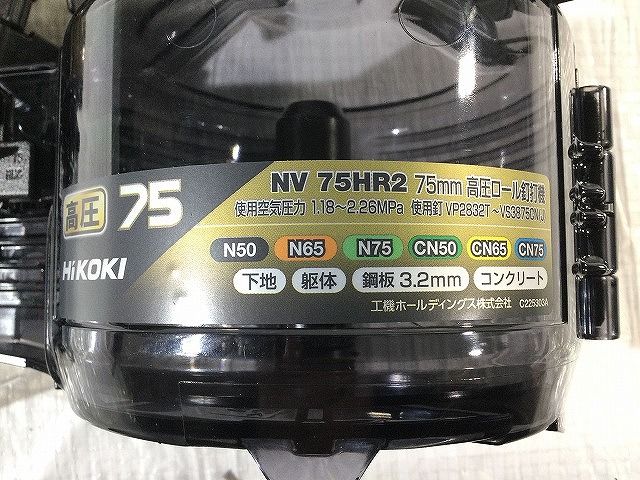 高圧 75
HiKOKI
NV 75HR2 75mm 高圧ロール釘打機
使用空気圧力 1.18～2.26MPa 使用釘 VP2832T～VS3975CN(J)
N50 N65 N75 CN50 CN65 CN75
下地 躯体 鋼板3.2mm コンクリート
工機ホールディングス株式会社 C225303A